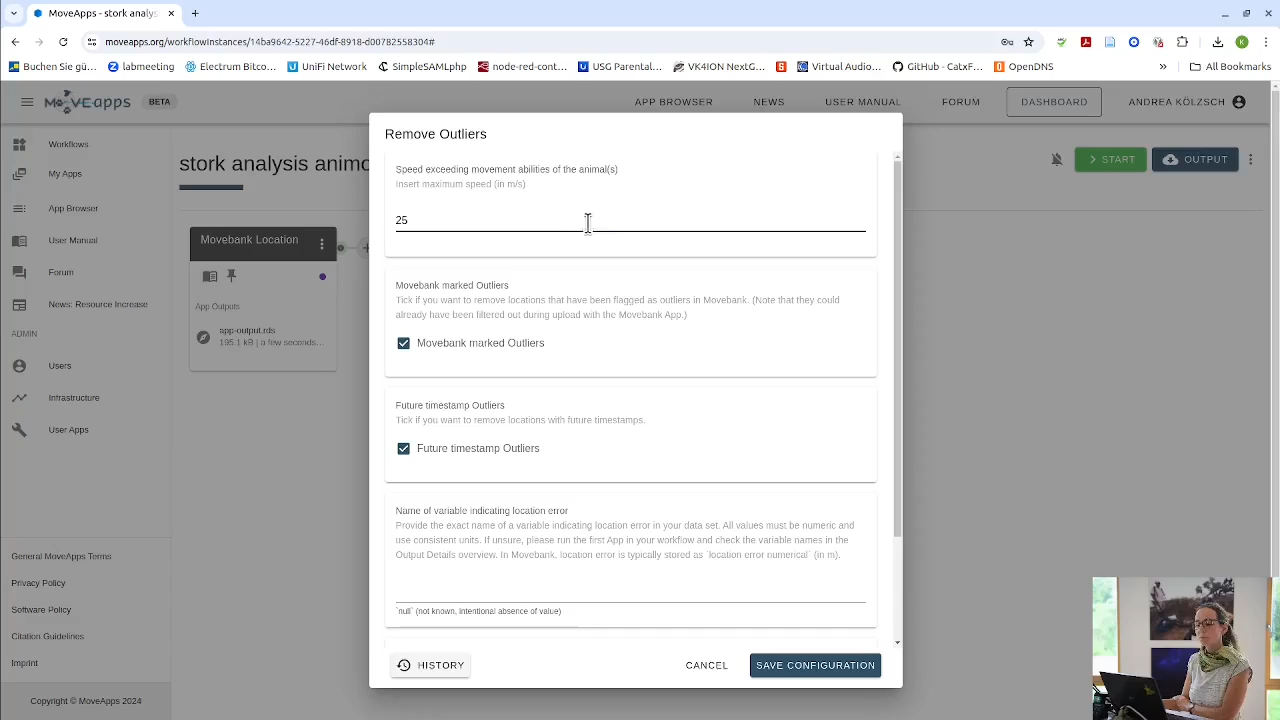 MoveApps - stork analys
moveapps.org/workflowInstances/14ba9642-5227-46df-8918-d00782558304#
Buchen Sie gü...
labmeeting
Electrum Bitco...
UniFi Network
SimpleSAMLphp
node-red-cont...
USG Parental...
VK4ION NextG...
Virtual Audio...
GitHub - CatxF...
OpenDNS
All Bookmarks
MOVEapps
BETA
APP BROWSER
NEWS
USER MANUAL
FORUM
DASHBOARD
ANDREA KÖLZSCH
Workflows
My Apps
App Browser
User Manual
Forum
News: Resource Increase
ADMIN
Users
Infrastructure
User Apps
General MoveApps Terms
Privacy Policy
Software Policy
Citation Guidelines
Imprint
Copyright © MoveApps 2024
stork analysis animo
START
OUTPUT
Movebank Location
App Outputs
app-output.rds
195.1 kB | a few seconds...
Remove Outliers
Speed exceeding movement abilities of the animal(s)
Insert maximum speed (in m/s)
25
Movebank marked Outliers
Tick if you want to remove locations that have been flagged as outliers in Movebank. (Note that they could
already have been filtered out during upload with the Movebank App.)
Movebank marked Outliers
Future timestamp Outliers
Tick if you want to remove locations with future timestamps.
Future timestamp Outliers
Name of variable indicating location error
Provide the exact name of a variable indicating location error in your data set. All values must be numeric and
use consistent units. If unsure, please run the first App in your workflow and check the variable names in the
Output Details overview. In Movebank, location error is typically stored as `location error numerical` (in m).
`null` (not known, intentional absence of value)
HISTORY
CANCEL
SAVE CONFIGURATION